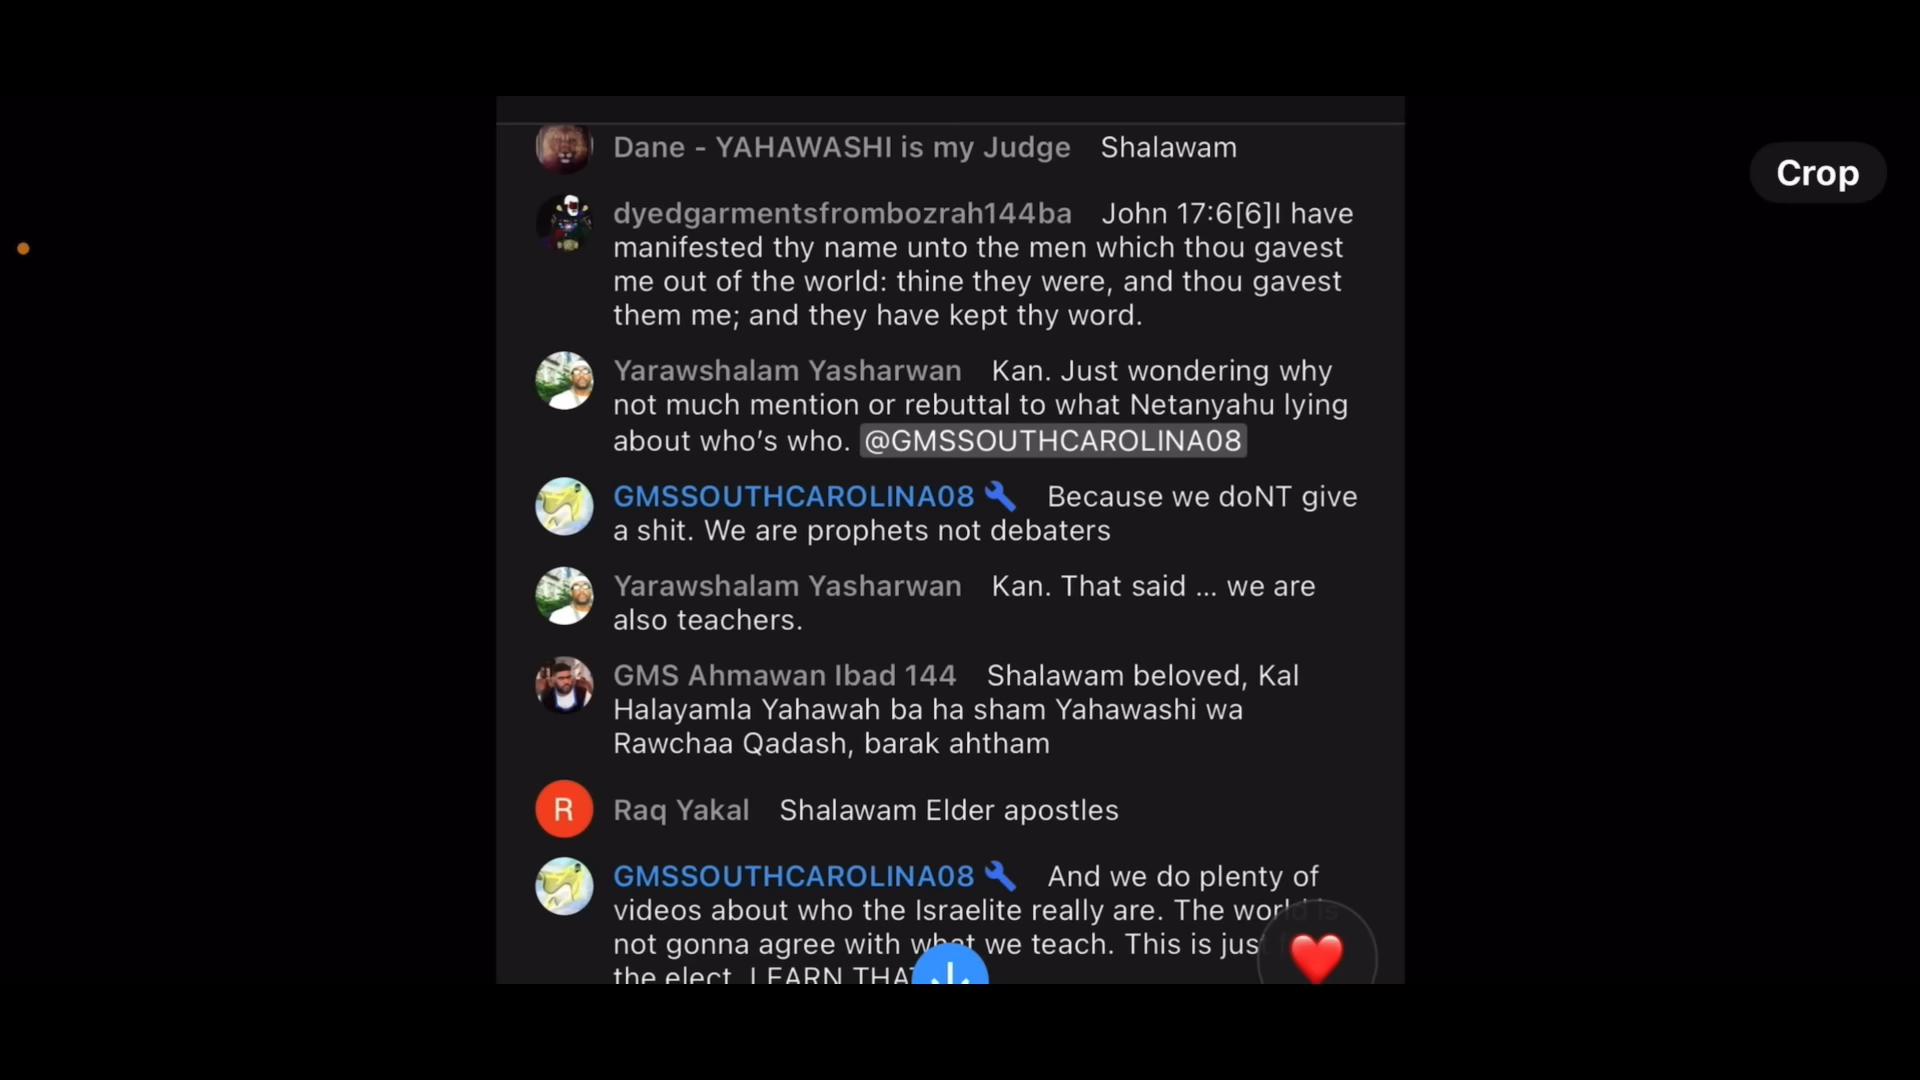 Crop
Dane - YAHAWASHI is my Judge Shalawam
dyedgarmentsfrombozrah144ba John 17:6[6]I have
manifested thy name unto the men which thou gavest
me out of the world: thine they were, and thou gavest
them me; and they have kept thy word.
Yarawshalam Yasharwan Kan. Just wondering why
not much mention or rebuttal to what Netanyahu lying
about who’s who. @GMSSOUTHCAROLINA08
GMSSOUTHCAROLINA08 Because we doNT give
a shit. We are prophets not debaters
Yarawshalam Yasharwan Kan. That said ... we are
also teachers.
GMS Ahmawan Ibad 144 Shalawam beloved, Kal
Halayamla Yahawah ba ha sham Yahawashi wa
Rawchaa Qadash, barak ahtham
R Raq Yakal Shalawam Elder apostles
GMSSOUTHCAROLINA08 And we do plenty of
videos about who the Israelite really are. The world is
not gonna agree with what we teach. This is just
the elect. LEARN THAT